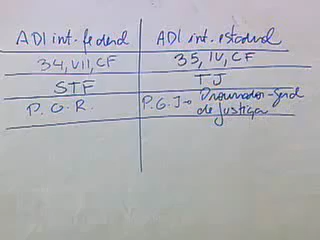 ADI int. federal ADI int. estadual
34, VII, CF 35, IV, CF
STF TJ
P.G.R. P.G.J → Procurador-Geral
de Justiça